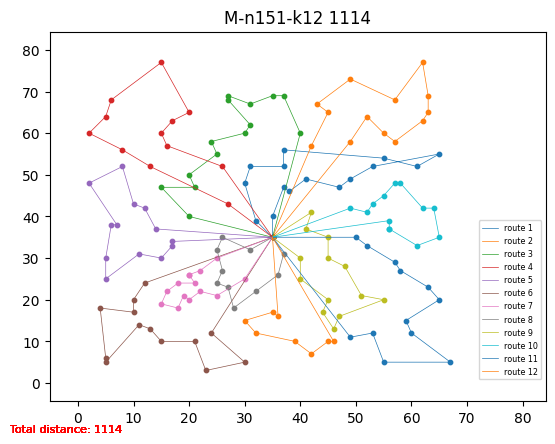 M-n151-k12 1114
80
70
60
50
40
30
20
10
0
0 10 20 30 40 50 60 70 80
route 1
route 2
route 3
route 4
route 5
route 6
route 7
route 8
route 9
route 10
route 11
route 12
Total distance: 1114